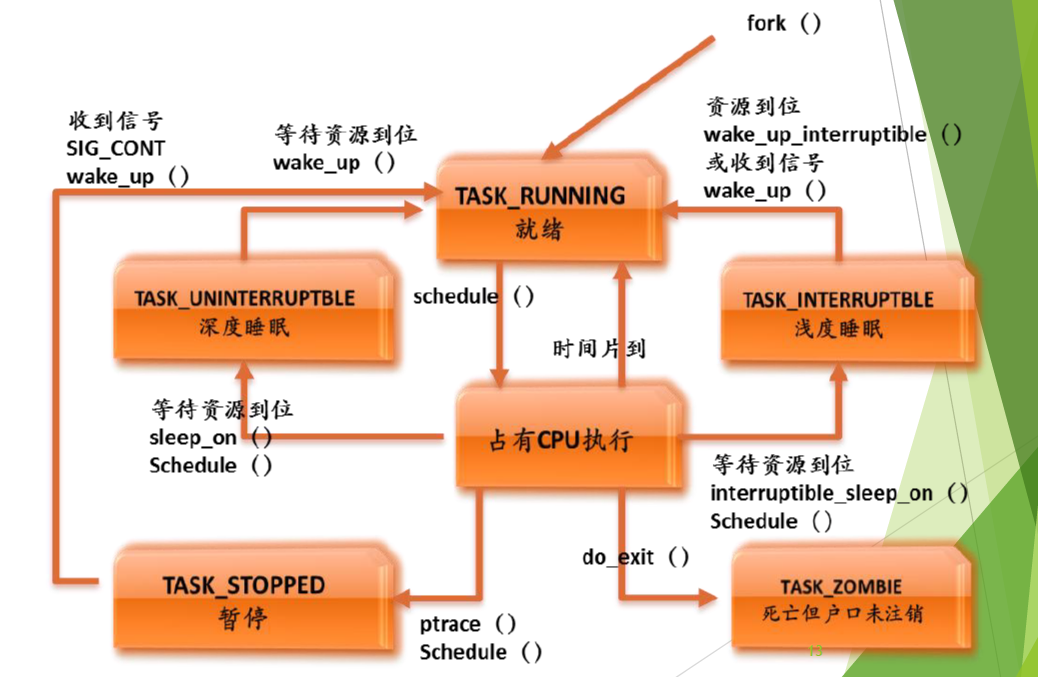 fork（）
收到信号
SIG_CONT
wake_up（）
等待资源到位
wake_up（）
资源到位
wake_up_interruptible（）
或收到信号
wake_up（）
TASK_RUNNING
就绪
TASK_UNINTERRUPTBLE
深度睡眠
schedule（）
TASK_INTERRUPTBLE
浅度睡眠
时间片到
等待资源到位
sleep_on（）
Schedule（）
占有CPU执行
等待资源到位
interruptible_sleep_on（）
Schedule（）
do_exit（）
TASK_STOPPED
暂停
TASK_ZOMBIE
死亡但户口未注销
ptrace（）
Schedule（）
13